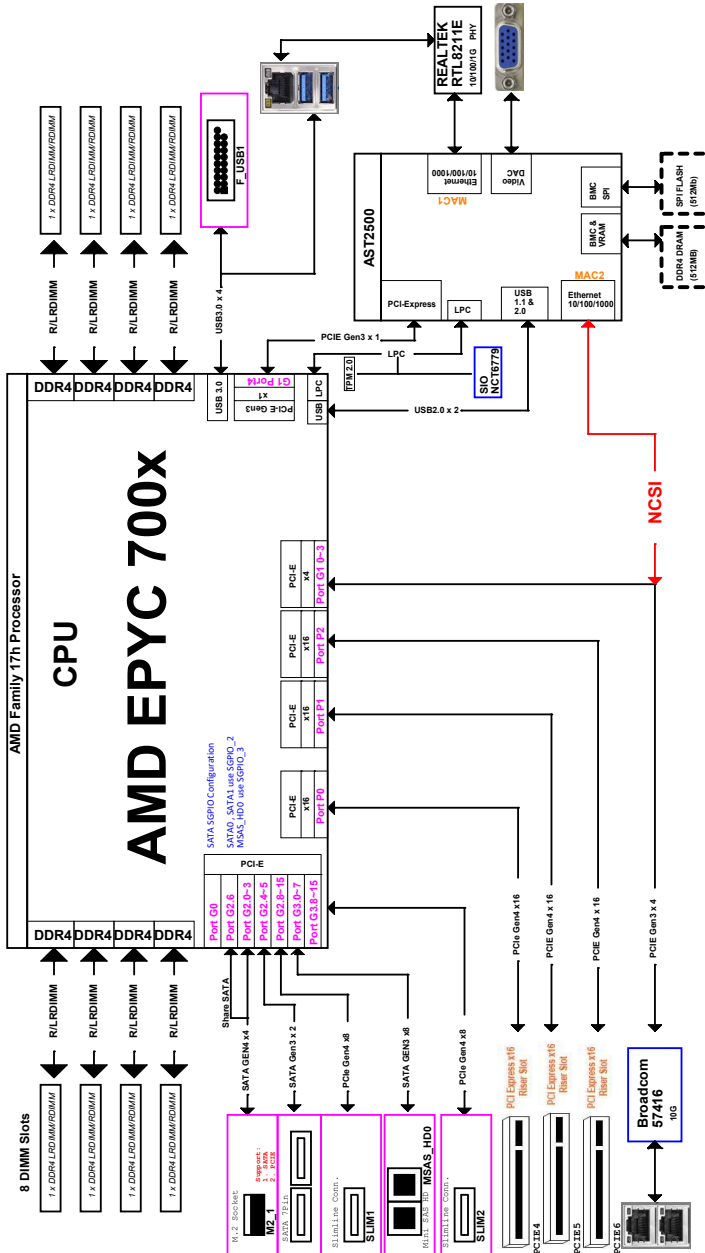 1 x DDR4 LRDIMM/RDIMM
1 x DDR4 LRDIMM/RDIMM
1 x DDR4 LRDIMM/RDIMM
1 x DDR4 LRDIMM/RDIMM
R/LRDIMM
R/LRDIMM
R/LRDIMM
R/LRDIMM
F_USB1
REALTEK
RTL8211E
10/100/1G PHY
USB3.0 x 4
AST2500
Ethernet
10/100/1000
MAC1
Video
DAC
BMC
SPI
BMC &
VRAM
SPI FLASH
(512Mb)
DDR4 DRAM
(512MB)
PCI-Express
LPC
USB
1.1 &
2.0
MAC2
Ethernet
10/100/1000
PCIE Gen3 x 1
LPC
TPM 2.0
SIO
NCT6779
USB2.0 x 2
NCSI
AMD Family 17h Processor
CPU
AMD EPYC 700x
DDR4
DDR4
DDR4
DDR4
USB 3.0
G1 Port4
x1
PCI-E Gen3
LPC
USB
PCI-E
x4
Port G1 0~3
PCI-E
x16
Port P2
PCI-E
x16
Port P1
PCI-E
x16
Port P0
SATA SGPIO Configuration
SATA0 , SATA1 use SGPIO_2
MSAS_HD0 use SGPIO_3
PCI-E
Port G0
Port G2.6
Port G2.0~3
Port G2.4~5
Port G2.8~15
Port G3.0~7
Port G3.8~15
DDR4
DDR4
DDR4
DDR4
R/LRDIMM
R/LRDIMM
R/LRDIMM
R/LRDIMM
8 DIMM Slots
1 x DDR4 LRDIMM/RDIMM
1 x DDR4 LRDIMM/RDIMM
1 x DDR4 LRDIMM/RDIMM
1 x DDR4 LRDIMM/RDIMM
Share SATA
SATA GEN4 x4
SATA Gen3 x 2
PCIe Gen4 x8
SATA GEN3 x8
PCIe Gen4 x8
PCIe Gen4 x16
PCIE Gen4 x 16
PCIE Gen4 x 16
PCIE Gen3 x 4
M.2 Socket
Support:
1. SATA
2. PCIE
M2_1
SATA 7Pin
Slimline Conn.
SLIM1
Mini SAS HD
MSAS_HD0
Slimline Conn.
SLIM2
PCI Express x16
Riser Slot
PCIE4
PCI Express x16
Riser Slot
PCIE5
PCI Express x16
Riser Slot
PCIE6
Broadcom
57416
10G